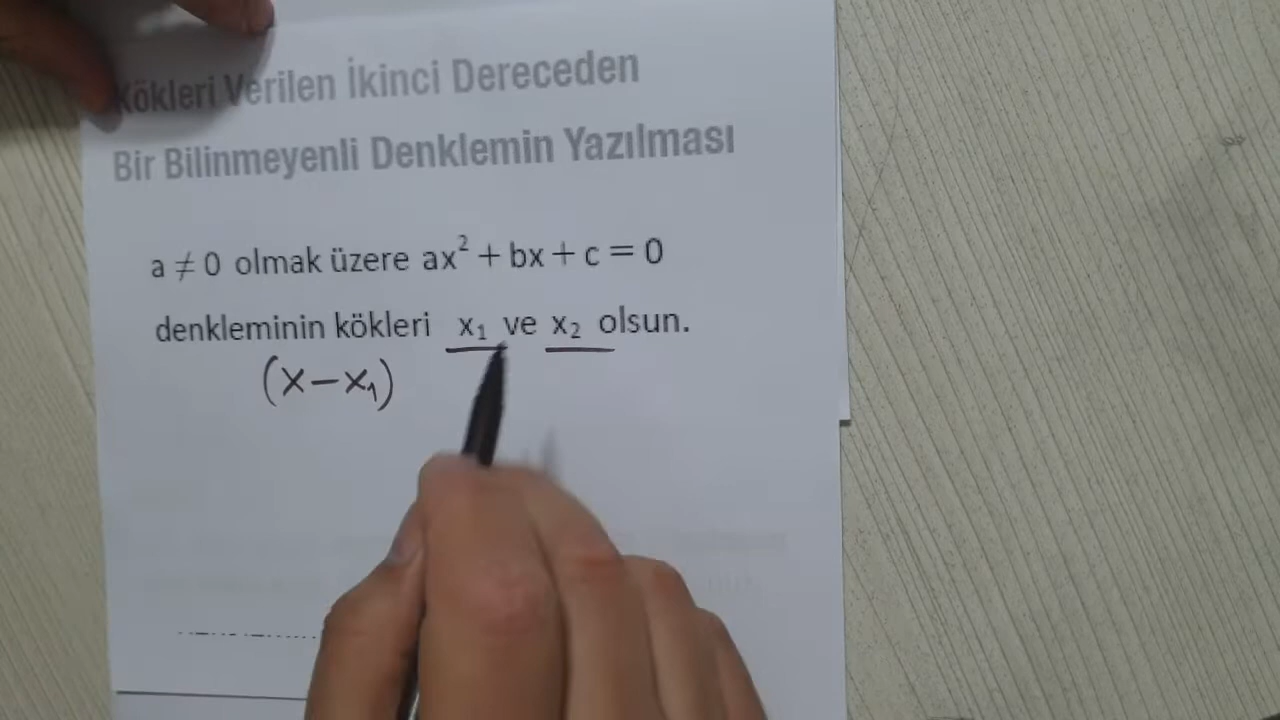 Kökleri Verilen İkinci Dereceden
Bir Bilinmeyenli Denklemin Yazılması
a ≠ 0 olmak üzere ax² + bx + c = 0
denkleminin kökleri x₁ ve x₂ olsun.
(x − x₁)